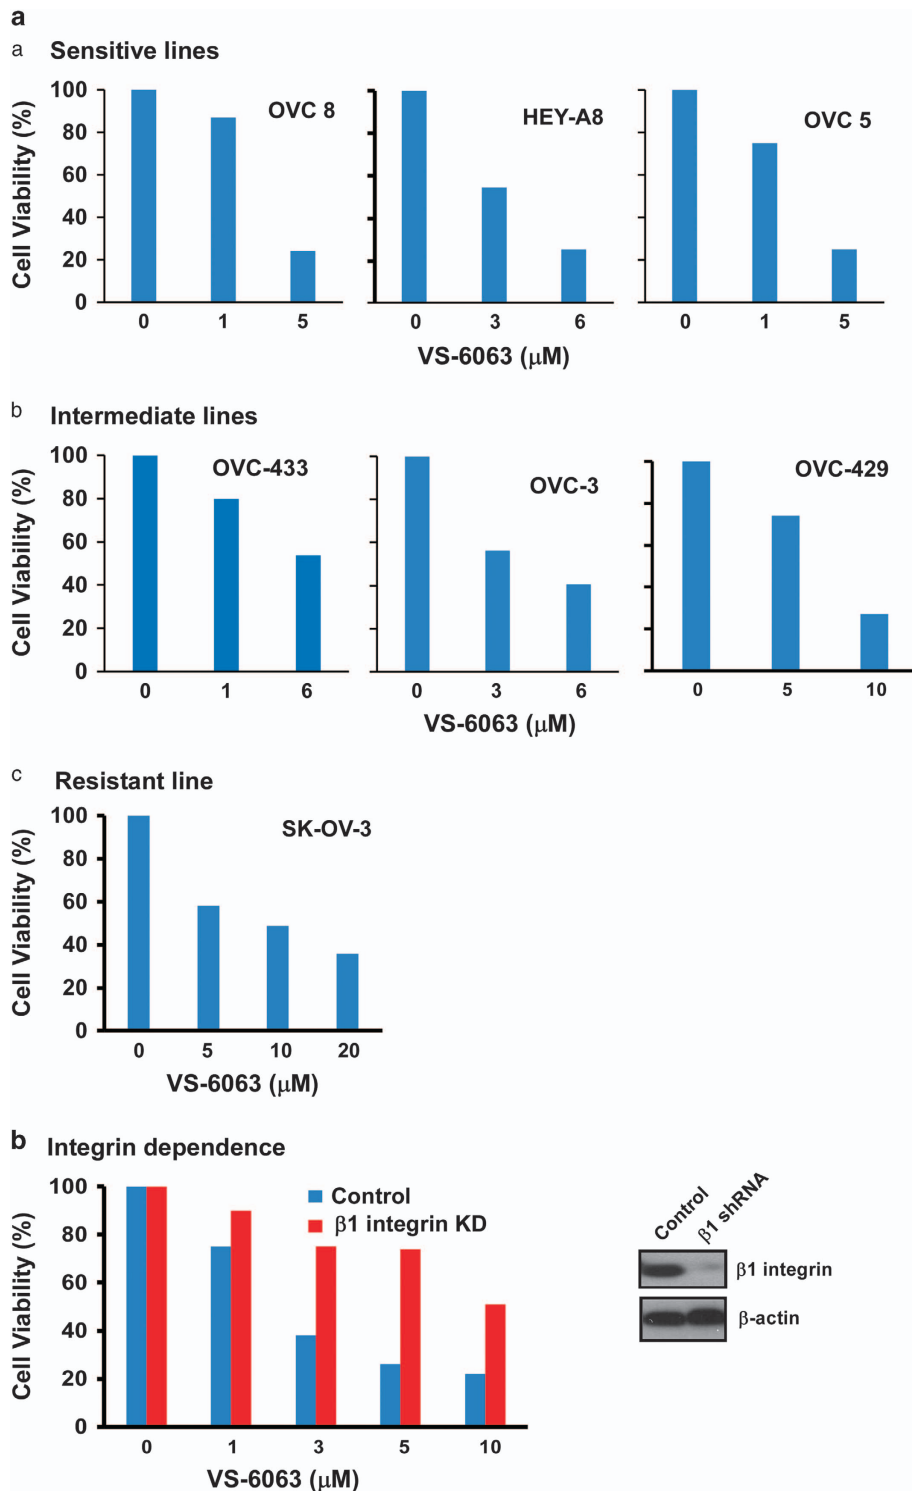 a
a Sensitive lines
Cell Viability (%)
100
80
60
40
20
0
OVC 8
0 1 5
HEY-A8
0 3 6
OVC 5
0 1 5
VS-6063 (μM)
b Intermediate lines
Cell Viability (%)
100
80
60
40
20
0
OVC-433
0 1 6
OVC-3
0 3 6
OVC-429
0 5 10
VS-6063 (μM)
c Resistant line
Cell Viability (%)
100
80
60
40
20
0
SK-OV-3
0 5 10 20
VS-6063 (μM)
b Integrin dependence
Cell Viability (%)
100
80
60
40
20
0
Control
β1 integrin KD
0 1 3 5 10
VS-6063 (μM)
Control
β1 shRNA
β1 integrin
β-actin